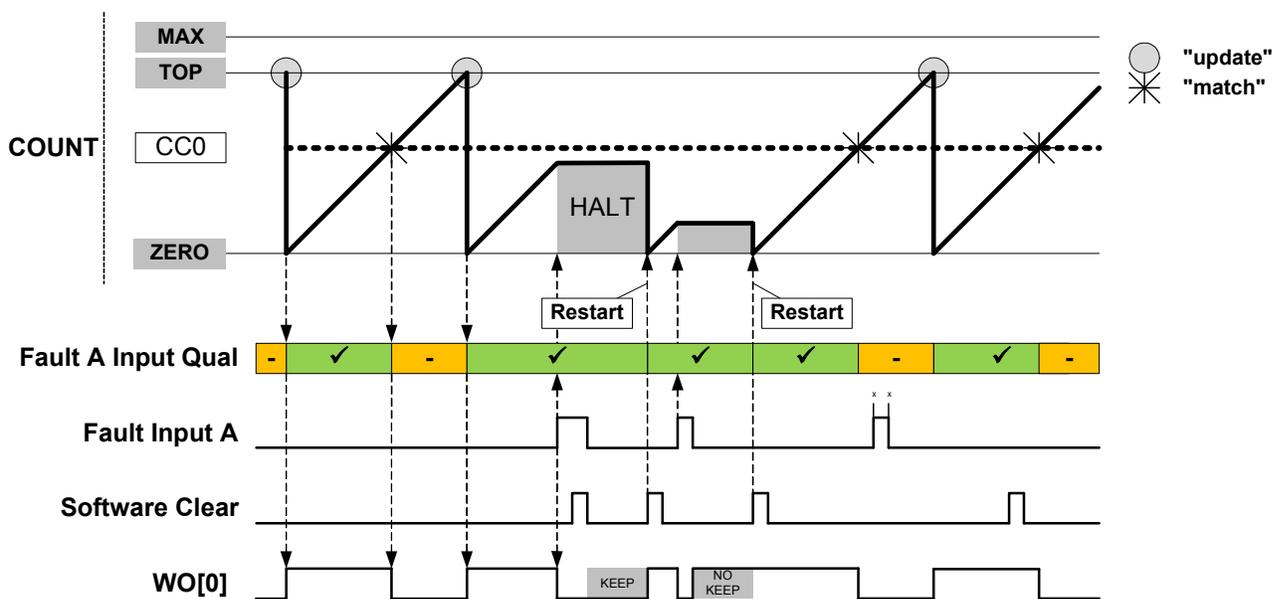 MAX
TOP
"update"
"match"
COUNT
CC0
HALT
ZERO
Restart
Restart
Fault A Input Qual
- ✓ - ✓ ✓ ✓ - ✓ -
x x
Fault Input A
Software Clear
WO[0]
KEEP
NO
KEEP